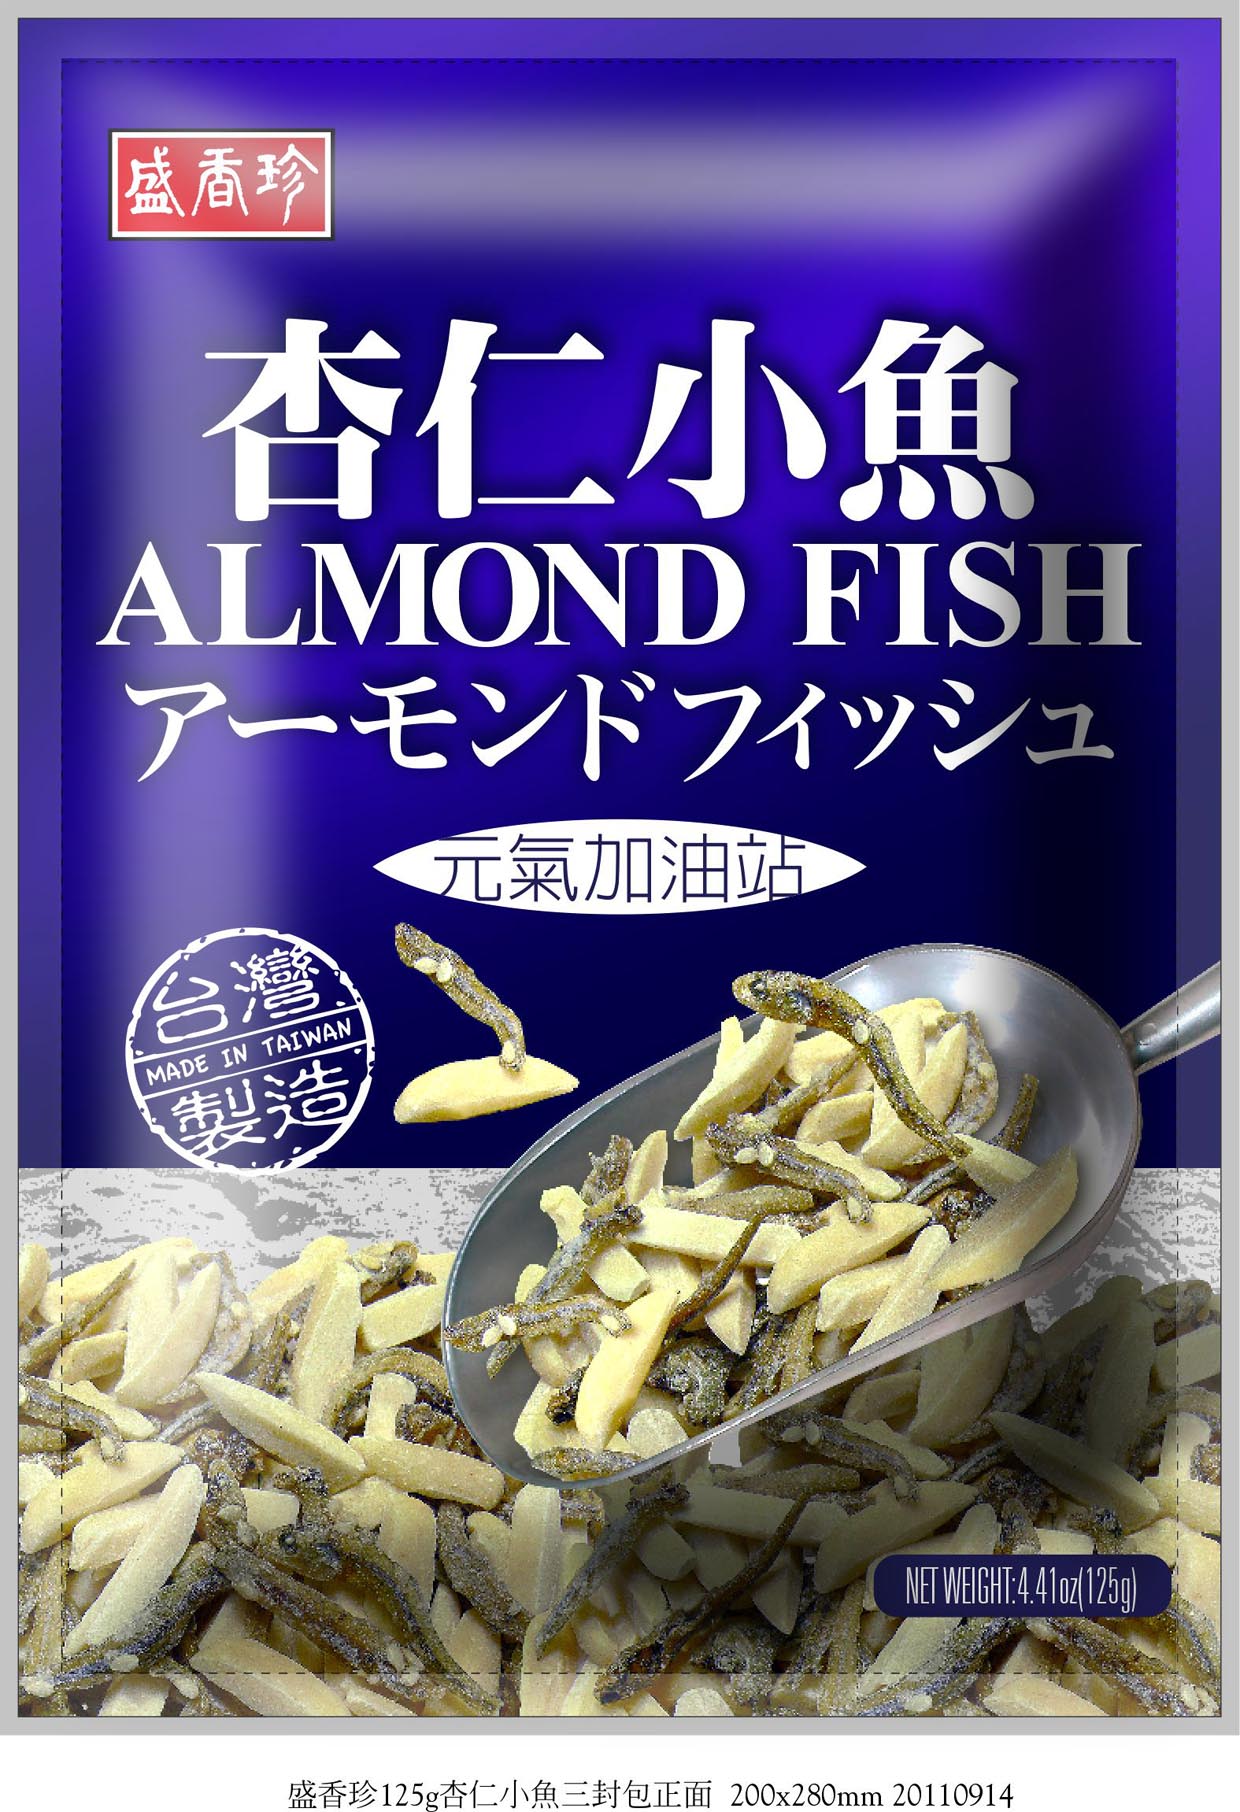 盛香珍
杏仁小魚
ALMOND FISH
アーモンドフィッシュ
元氣加油站
台灣
MADE IN TAIWAN
製造
NET WEIGHT:4.41oz(125g)
盛香珍125g杏仁小魚三封包正面 200x280mm 20110914